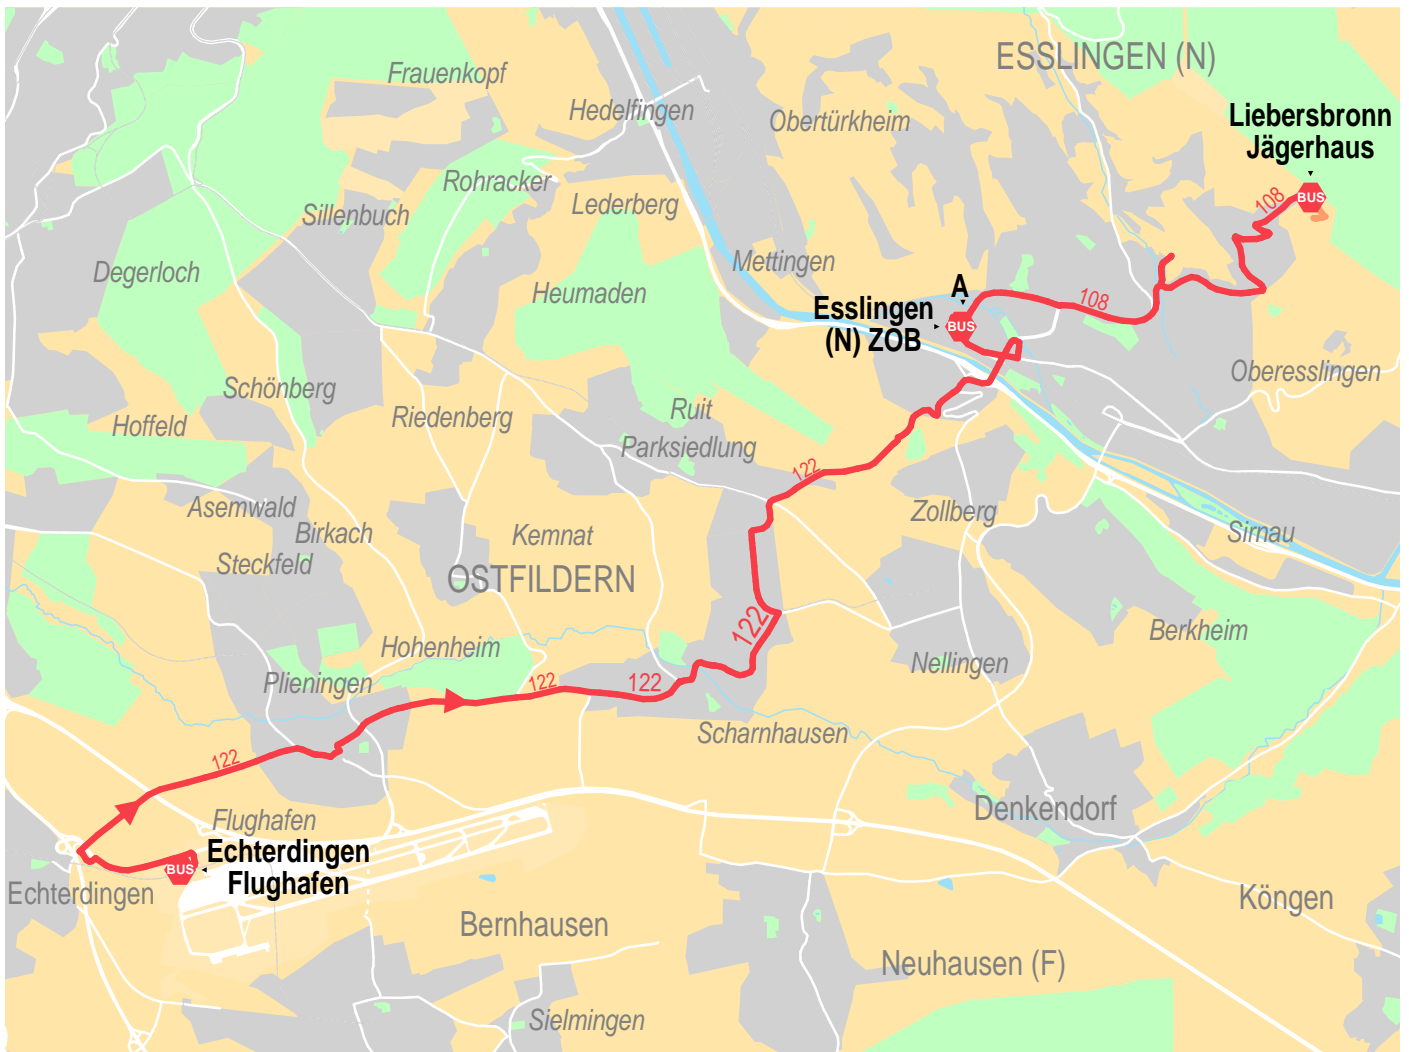 ESSLINGEN (N)
Frauenkopf
Hedelfingen
Obertürkheim
Liebersbronn
Jägerhaus
BUS
108
Rohracker
Lederberg
Sillenbuch
Mettingen
Degerloch
Heumaden
A
Esslingen
(N) ZOB
BUS
108
Oberesslingen
Schönberg
Hoffeld
Riedenberg
Ruit
Parksiedlung
122
Asemwald
Birkach
Steckfeld
Kemnat
Zollberg
Sirnau
OSTFILDERN
122
Berkheim
Hohenheim
Nellingen
Plieningen
122
122
Scharnhausen
122
Flughafen
Denkendorf
BUS
Echterdingen
Flughafen
Echterdingen
Bernhausen
Köngen
Neuhausen (F)
Sielmingen